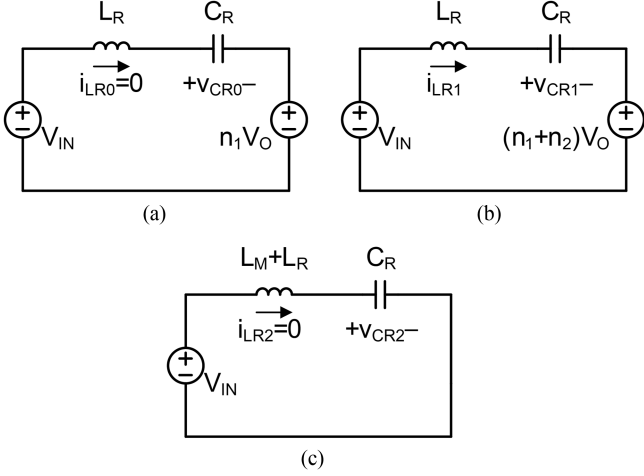 L_R C_R
i_LR0=0 +v_CR0−
+
− V_IN
+
− n_1V_O
(a)
L_R C_R
i_LR1 +v_CR1−
+
− V_IN
+
− (n_1+n_2)V_O
(b)
L_M+L_R C_R
i_LR2=0 +v_CR2−
+
− V_IN
(c)